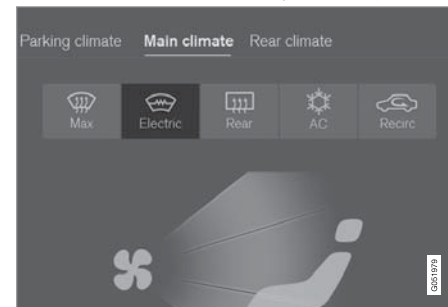 Parking climate Main climate Rear climate
Max Electric Rear AC Recirc
G051979